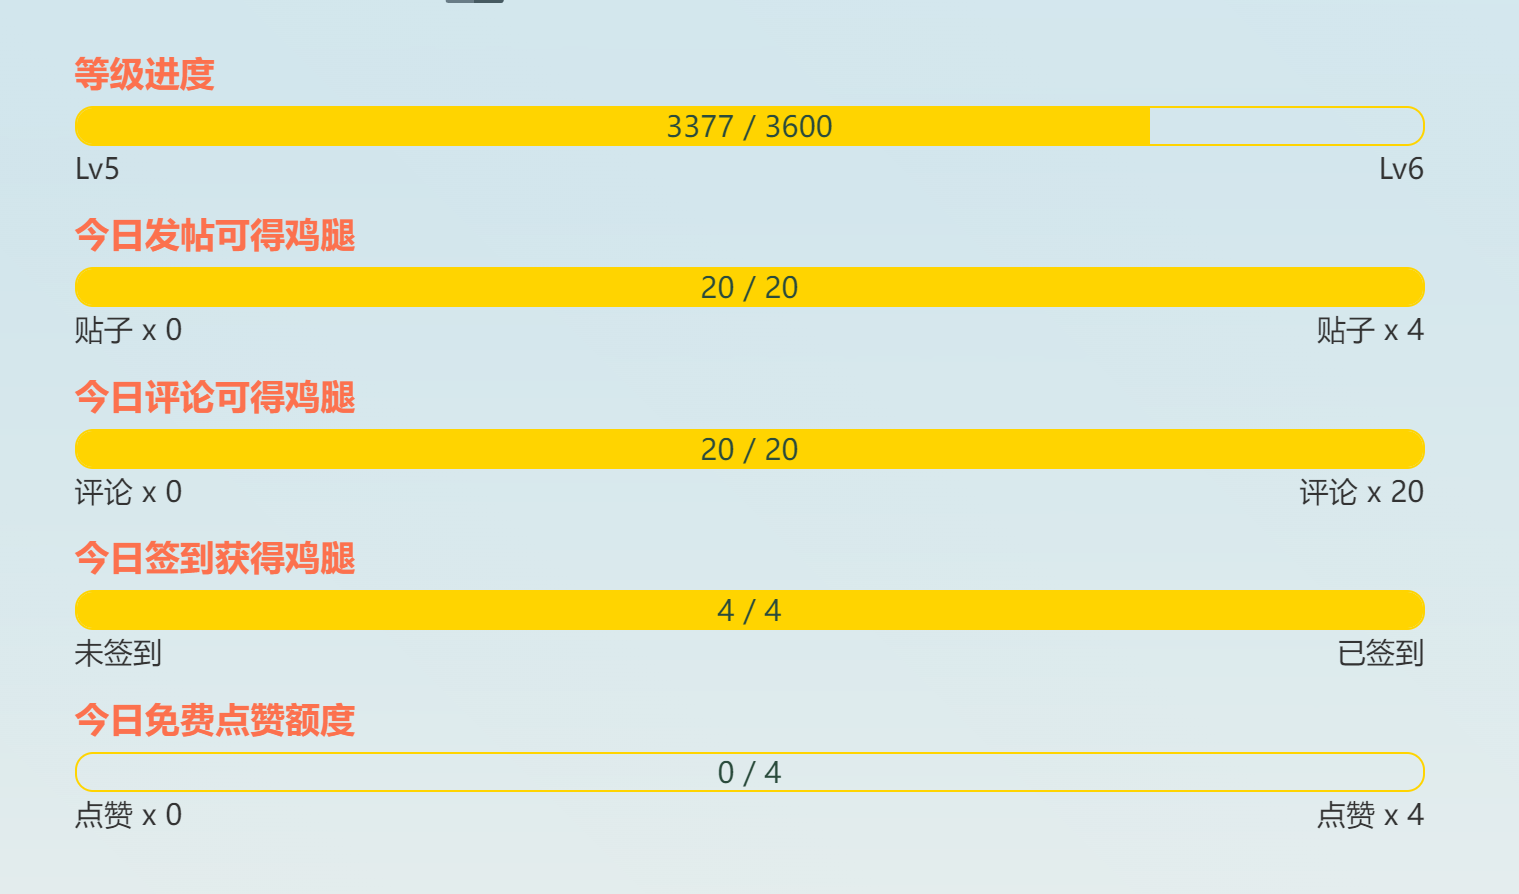 等级进度
3377 / 3600
Lv5 Lv6
今日发帖可得鸡腿
20 / 20
贴子 x 0 贴子 x 4
今日评论可得鸡腿
20 / 20
评论 x 0 评论 x 20
今日签到获得鸡腿
4 / 4
未签到 已签到
今日免费点赞额度
0 / 4
点赞 x 0 点赞 x 4